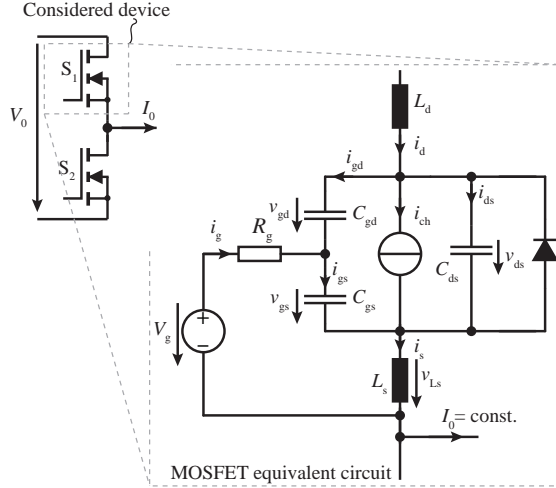 Considered device
S1
V0
I0
S2
Ld
id
igd
ids
vgd
Cgd
ich
ig
Rg
igs
Cds
vds
vgs
Cgs
Vg
+
−
is
Ls
vLs
I0 = const.
MOSFET equivalent circuit